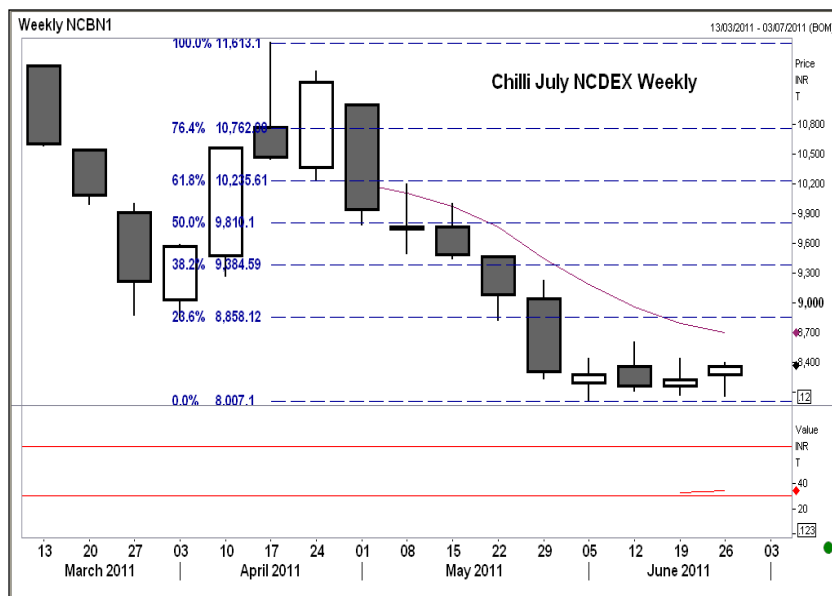 Weekly NCBN1
13/03/2011 - 03/07/2011 (BOM)
Chilli July NCDEX Weekly
100.0% 11,613.1
76.4% 10,762.00
61.8% 10,235.61
50.0% 9,810.1
38.2% 9,384.59
23.6% 8,858.12
0.0% 8,007.1
Price
INR
T
10,800
10,500
10,200
9,900
9,600
9,300
9,000
8,700
8,400
.12
Value
INR
T
40
20
.123
13 20 27 03 10 17 24 01 08 15 22 29 05 12 19 26 03
March 2011 April 2011 May 2011 June 2011